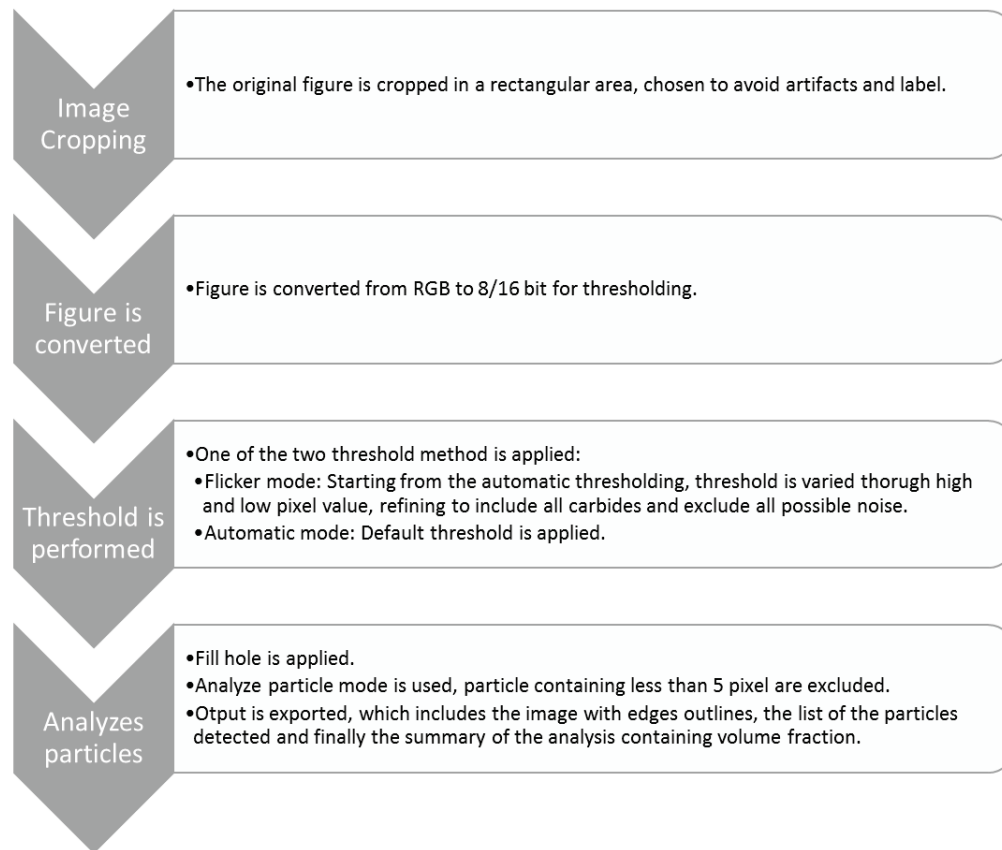 Image
Cropping
•The original figure is cropped in a rectangular area, chosen to avoid artifacts and label.
Figure is
converted
•Figure is converted from RGB to 8/16 bit for thresholding.
Threshold is
performed
•One of the two threshold method is applied:
•Flicker mode: Starting from the automatic thresholding, threshold is varied thorugh high
and low pixel value, refining to include all carbides and exclude all possible noise.
•Automatic mode: Default threshold is applied.
Analyzes
particles
•Fill hole is applied.
•Analyze particle mode is used, particle containing less than 5 pixel are excluded.
•Otput is exported, which includes the image with edges outlines, the list of the particles
detected and finally the summary of the analysis containing volume fraction.